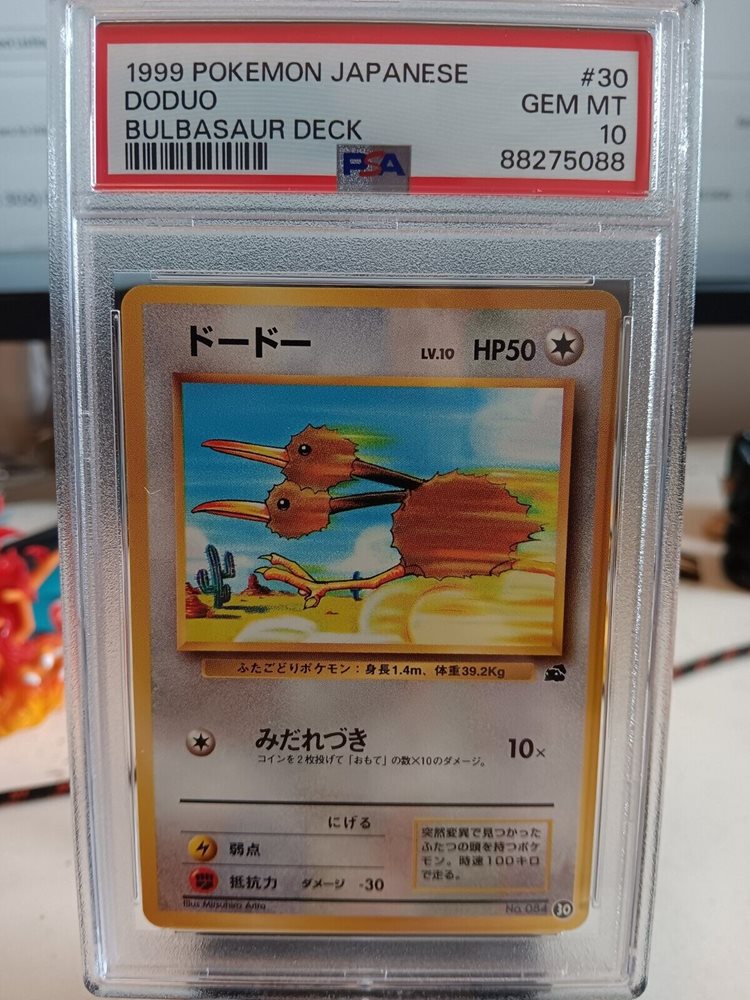 1999 POKEMON JAPANESE #30
DODUO GEM MT
BULBASAUR DECK 10
PSA 88275088
ドードー LV.10 HP50
ふたごどりポケモン：身長1.4m、体重39.2Kg
みだれづき 10×
コインを2枚投げて「おもて」の数×10のダメージ。
にげる
弱点
抵抗力 ダメージ -30
突然変異で見つかった
ふたつの頭を持つポケ
モン。時速100キロ
で走る。
Illus. Mitsuhiro Arita
No. 084 30